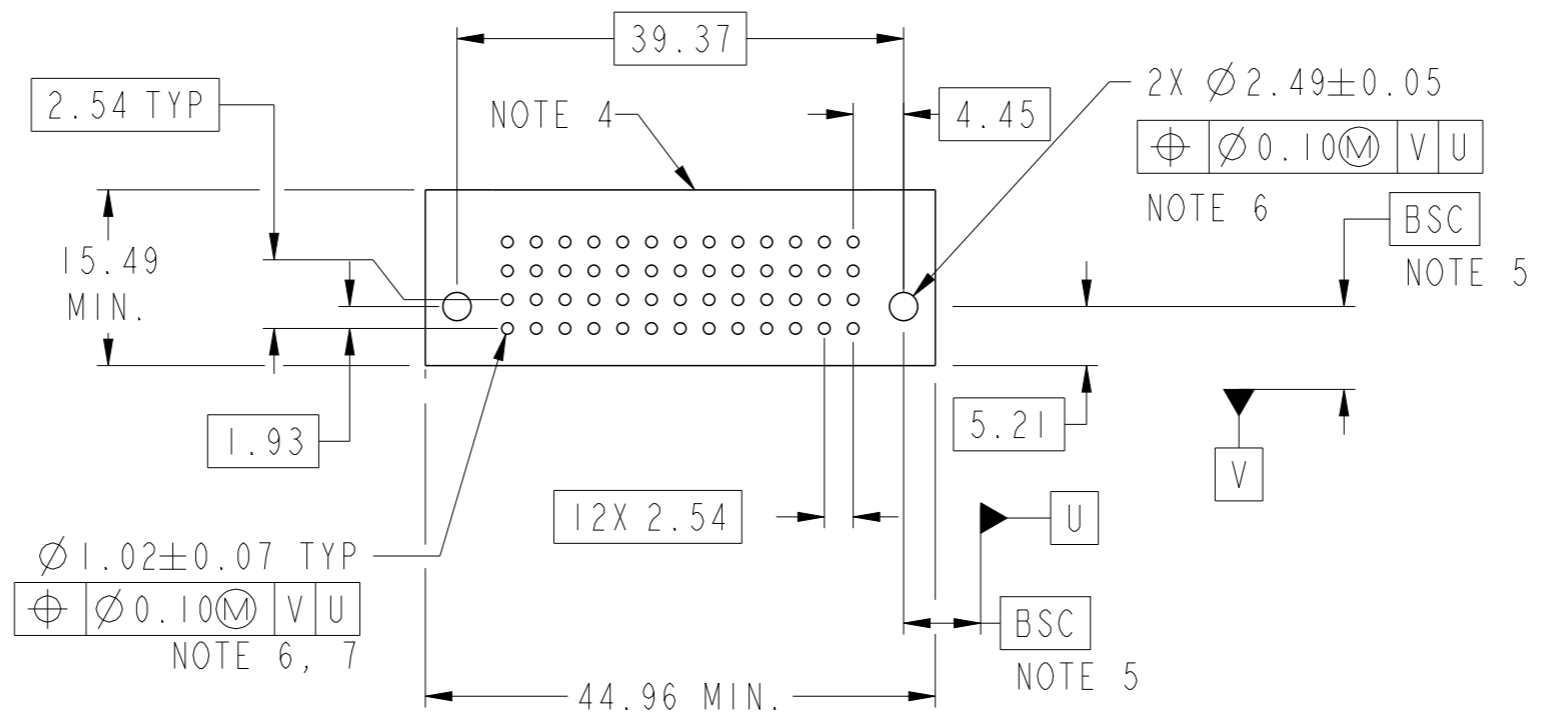 39.37
2.54 TYP
NOTE 4
4.45
2X ∅2.49±0.05
⌖ ∅0.10Ⓜ V U
NOTE 6
BSC
NOTE 5
15.49
MIN.
1.93
5.21
V
12X 2.54
U
∅1.02±0.07 TYP
⌖ ∅0.10Ⓜ V U
NOTE 6, 7
BSC
NOTE 5
44.96 MIN.